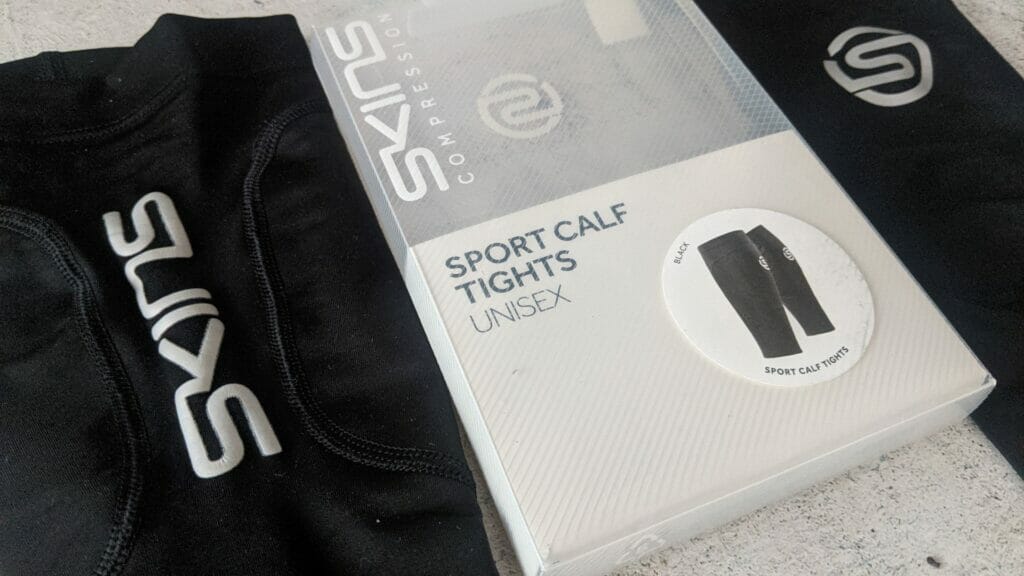 SKINS
SKINS
COMPRESSION
SPORT CALF
TIGHTS
UNISEX
BLACK
SPORT CALF TIGHTS